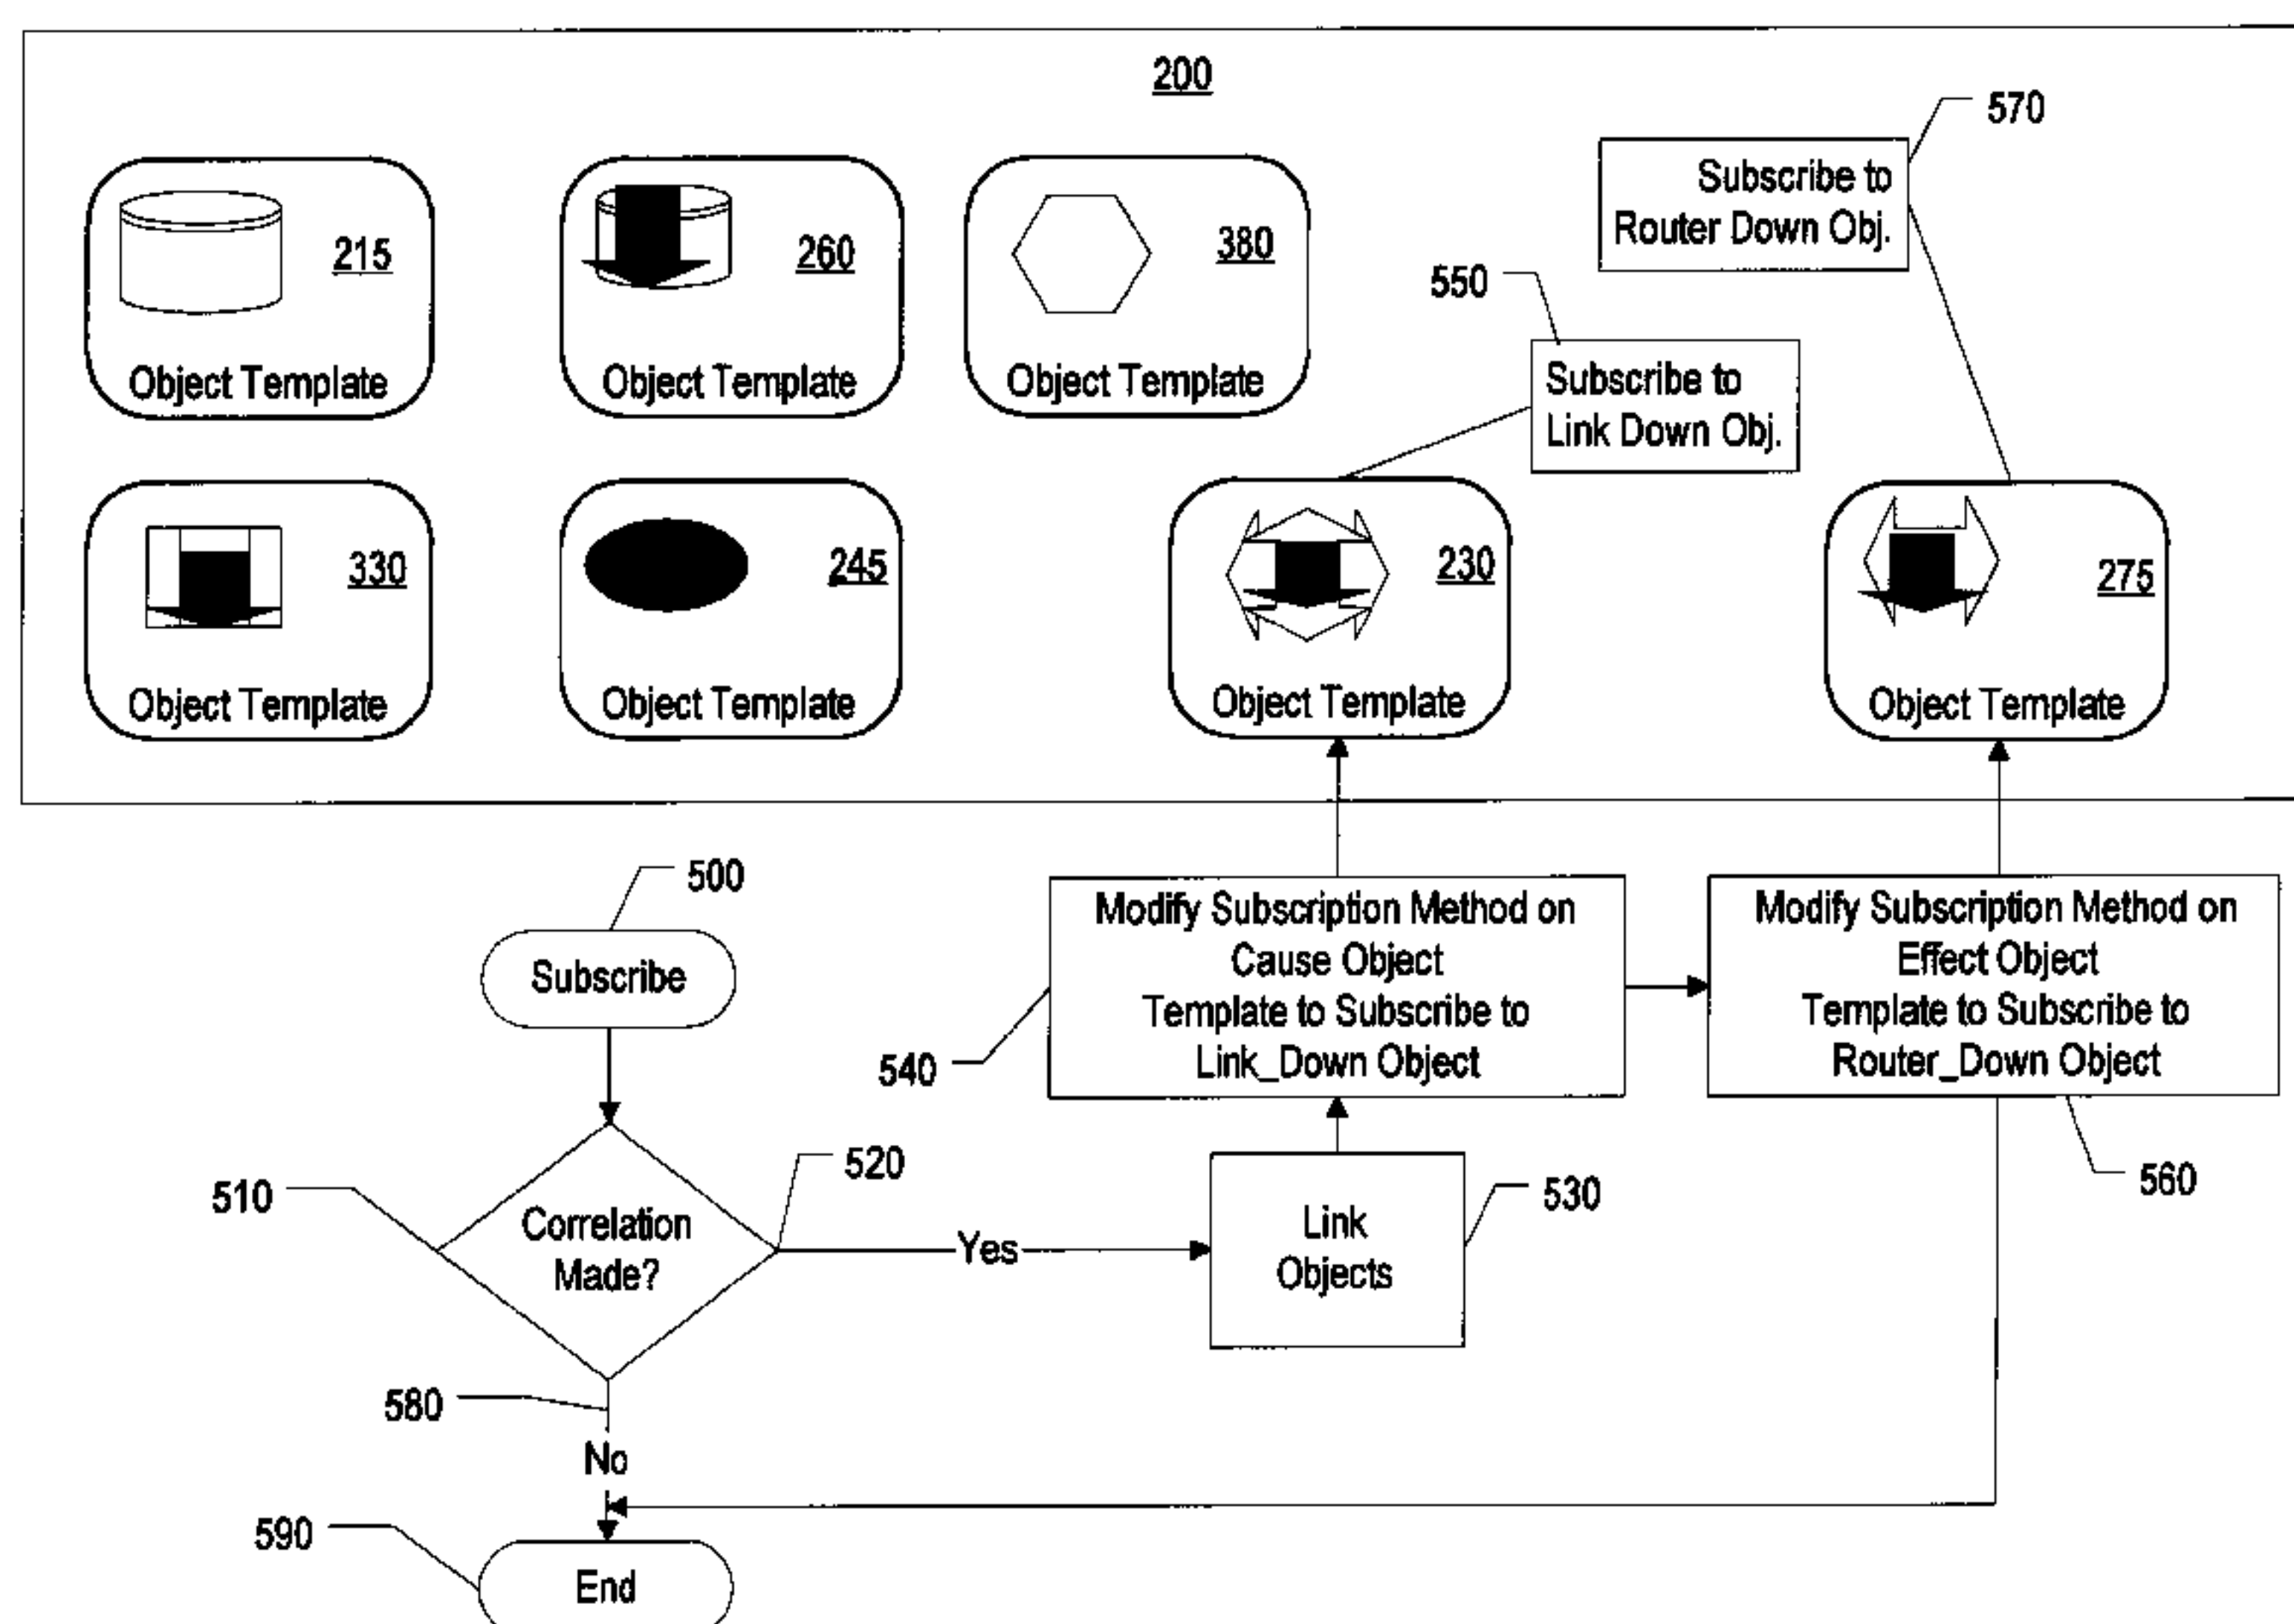 200
570
Subscribe to
Router Down Obj.
215
Object Template
260
Object Template
380
Object Template
550
Subscribe to
Link Down Obj.
330
Object Template
245
Object Template
230
Object Template
275
Object Template
500
Subscribe
510
Correlation
Made?
520
Yes
530
Link
Objects
540
Modify Subscription Method on
Cause Object
Template to Subscribe to
Link_Down Object
Modify Subscription Method on
Effect Object
Template to Subscribe to
Router_Down Object
560
580
No
590
End